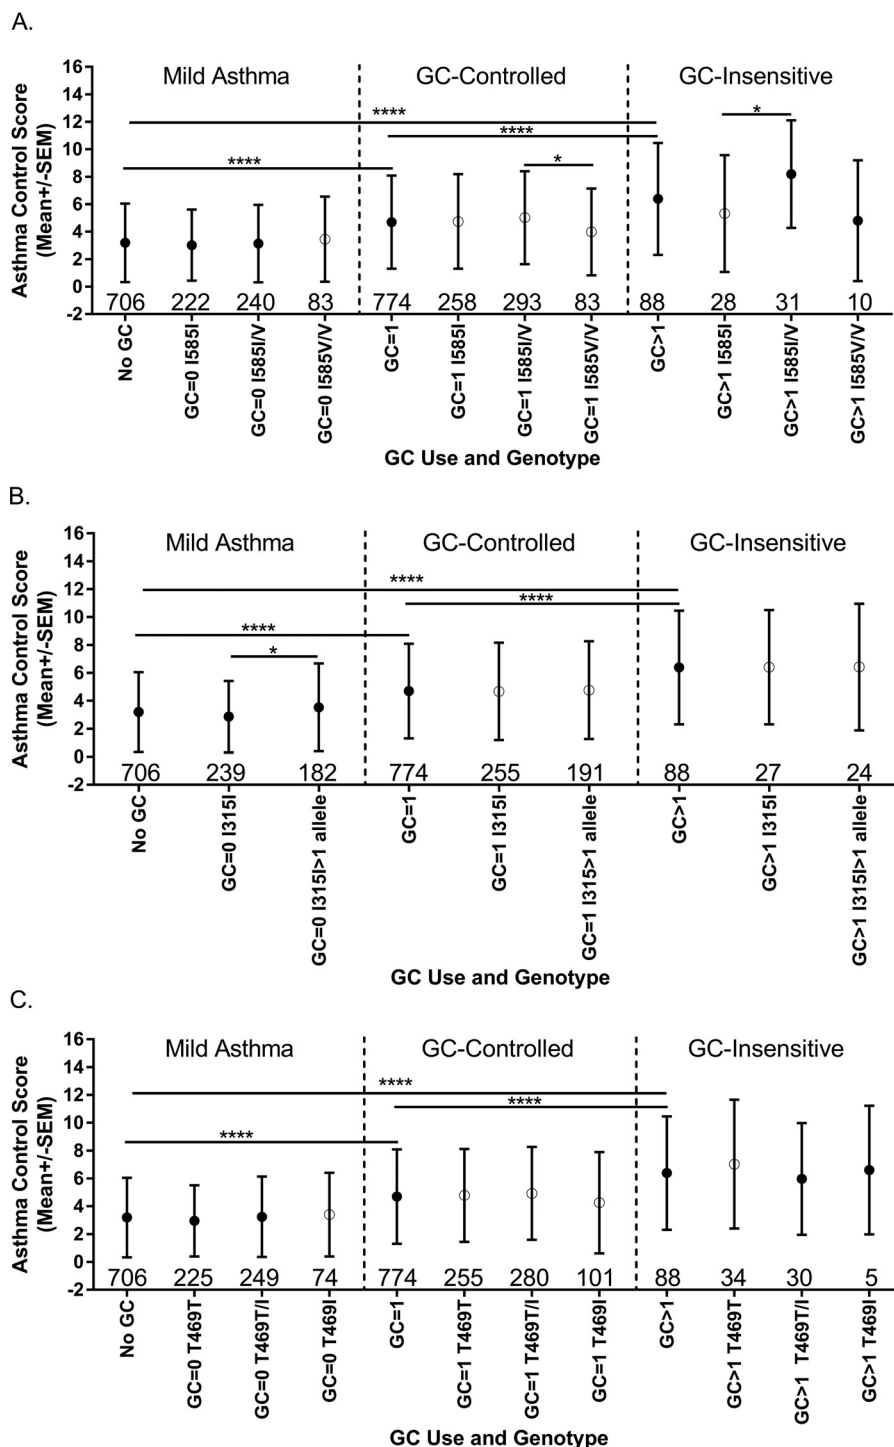 A.
Mild Asthma GC-Controlled GC-Insensitive
Asthma Control Score
(Mean+/-SEM)
16
14
12
10
8
6
4
2
0
-2
****
****
****
*
*
706 222 240 83 774 258 293 83 88 28 31 10
No GC
GC=0 I585I
GC=0 I585I/V
GC=0 I585V/V
GC=1
GC=1 I585I
GC=1 I585I/V
GC=1 I585V/V
GC>1
GC>1 I585I
GC>1 I585I/V
GC>1 I585V/V
GC Use and Genotype
B.
Mild Asthma GC-Controlled GC-Insensitive
Asthma Control Score
(Mean+/-SEM)
16
14
12
10
8
6
4
2
0
-2
****
****
****
*
706 239 182 774 255 191 88 27 24
No GC
GC=0 I315I
GC=0 I315I>1 allele
GC=1
GC=1 I315I
GC=1 I315>1 allele
GC>1
GC>1 I315I
GC>1 I315I>1 allele
GC Use and Genotype
C.
Mild Asthma GC-Controlled GC-Insensitive
Asthma Control Score
(Mean+/-SEM)
16
14
12
10
8
6
4
2
0
-2
****
****
****
706 225 249 74 774 255 280 101 88 34 30 5
No GC
GC=0 T469T
GC=0 T469T/I
GC=0 T469I
GC=1
GC=1 T469T
GC=1 T469T/I
GC=1 T469I
GC>1
GC>1 T469T
GC>1 T469T/I
GC>1 T469I
GC Use and Genotype